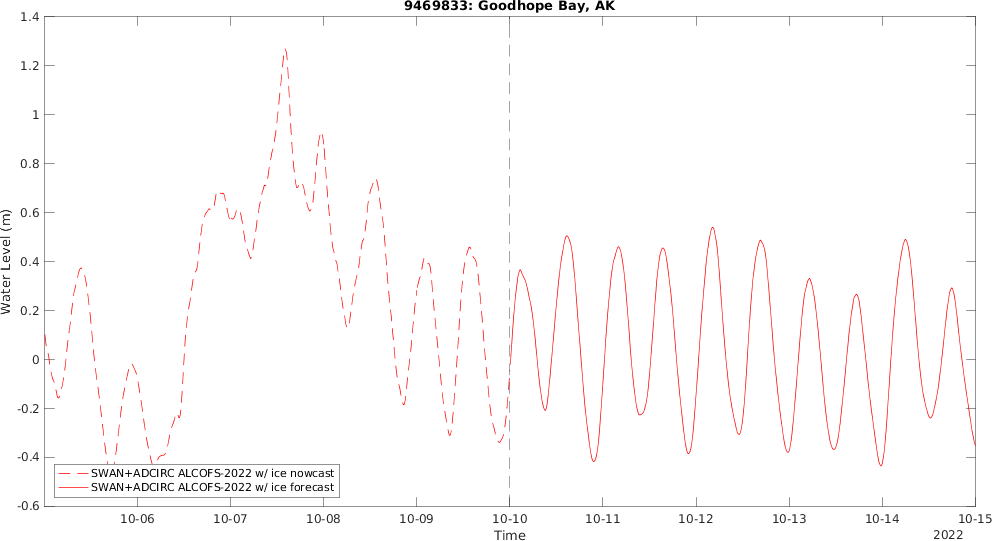 9469833: Goodhope Bay, AK
1.4
1.2
1
0.8
0.6
0.4
0.2
0
-0.2
-0.4
-0.6
Water Level (m)
SWAN+ADCIRC ALCOFS-2022 w/ ice nowcast
SWAN+ADCIRC ALCOFS-2022 w/ ice forecast
10-06 10-07 10-08 10-09 10-10 10-11 10-12 10-13 10-14 10-15
Time
2022